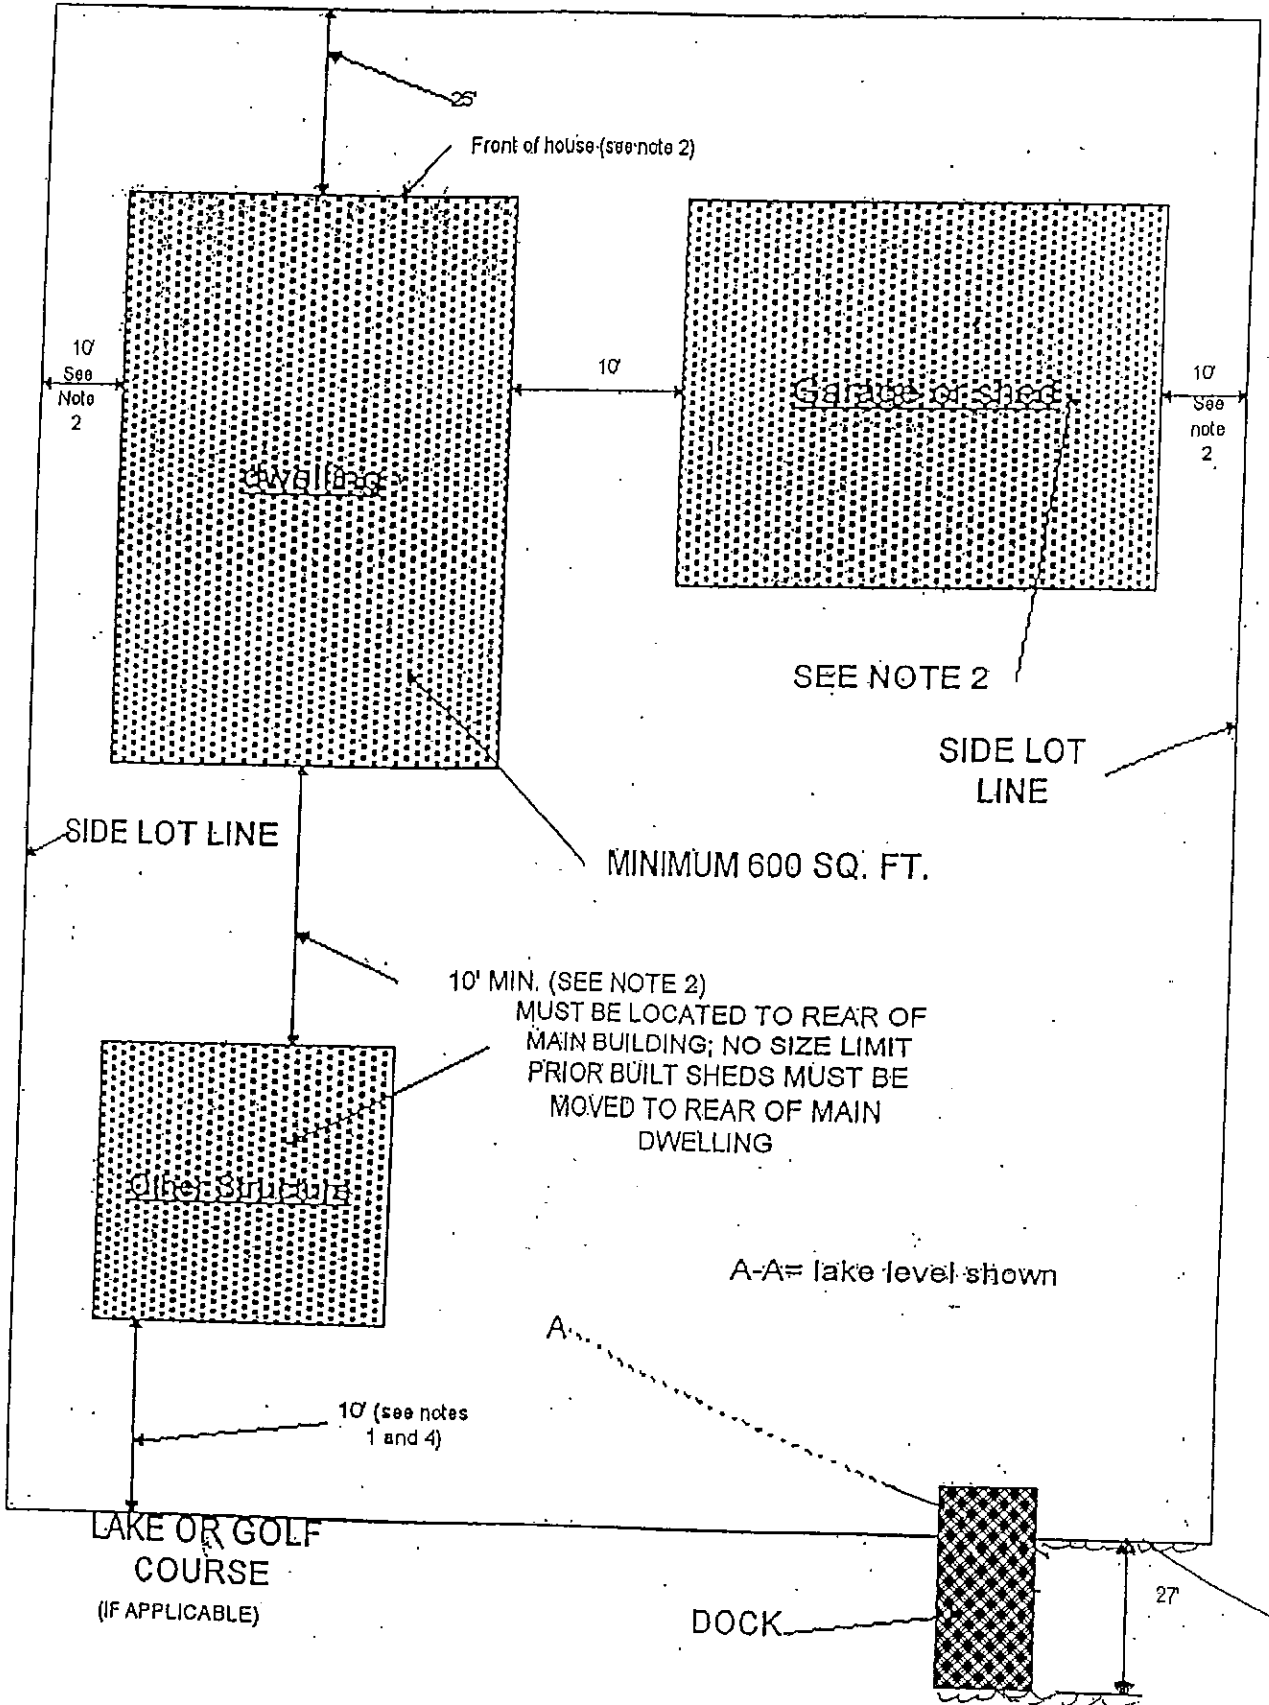 25'
Front of house (see note 2)
10'
See
Note
2
10'
Garage or shed
10'
See
note
2
dwelling
SEE NOTE 2
SIDE LOT
LINE
SIDE LOT LINE
MINIMUM 600 SQ. FT.
10' MIN. (SEE NOTE 2)
MUST BE LOCATED TO REAR OF
MAIN BUILDING; NO SIZE LIMIT
PRIOR BUILT SHEDS MUST BE
MOVED TO REAR OF MAIN
DWELLING
Other Structure
A-A= lake level shown
A
10' (see notes
1 and 4)
LAKE OR GOLF
COURSE
(IF APPLICABLE)
27'
DOCK